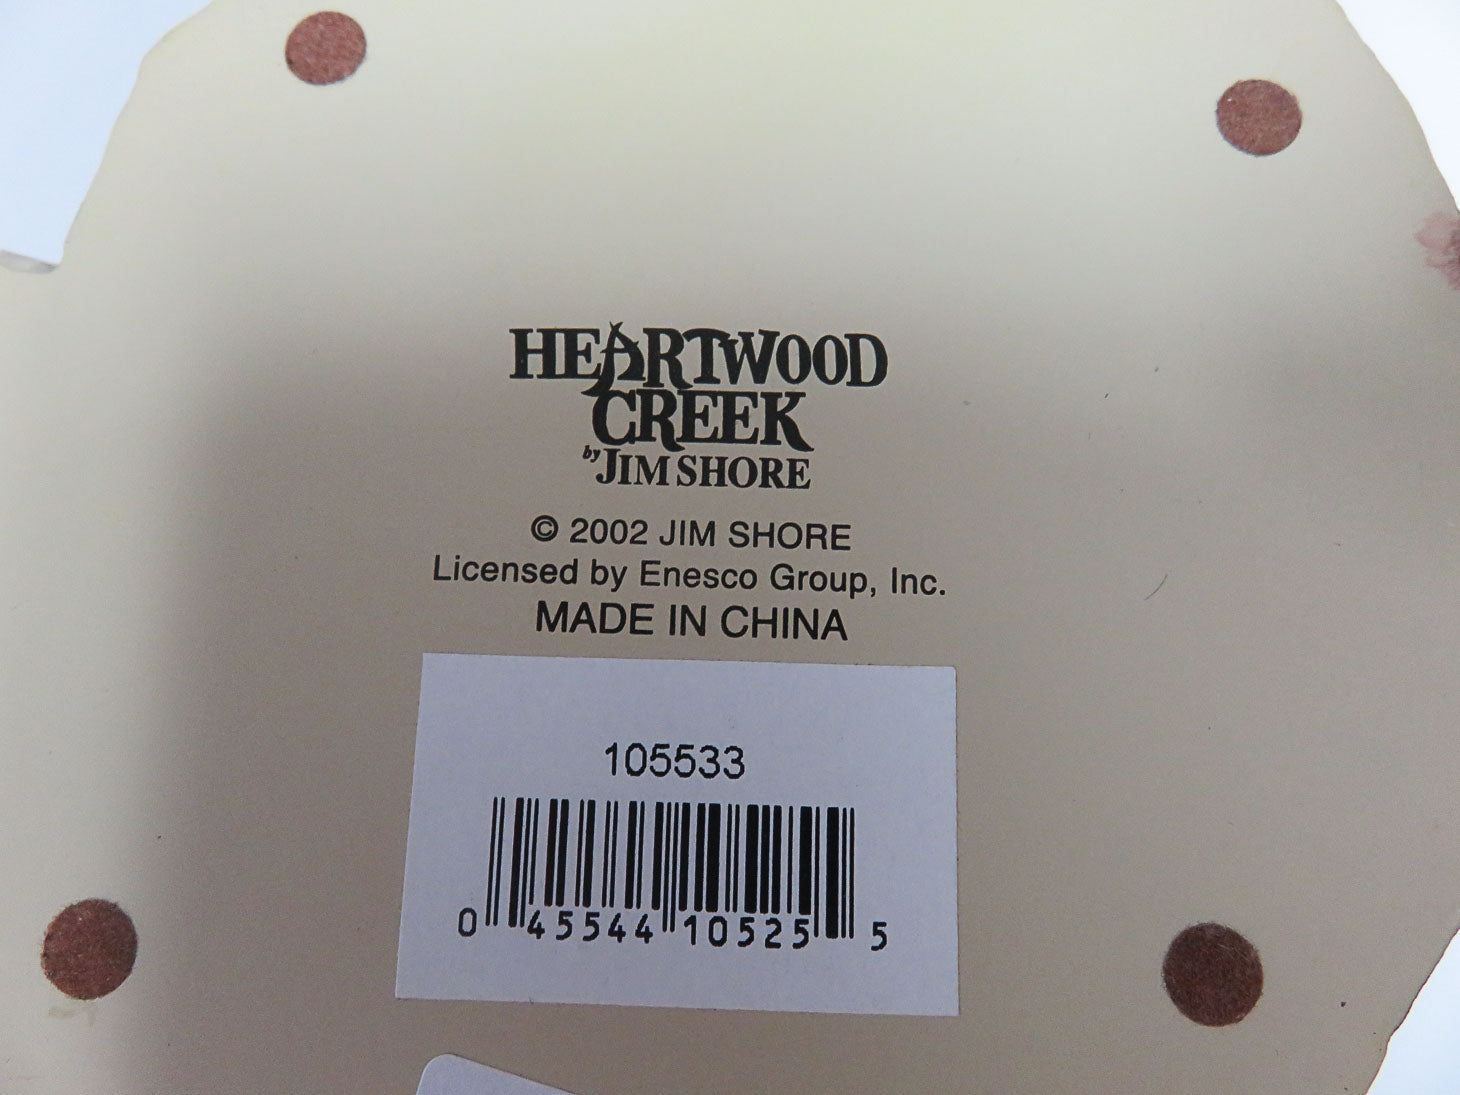 HEARTWOOD
CREEK
by JIM SHORE
© 2002 JIM SHORE
Licensed by Enesco Group, Inc.
MADE IN CHINA
105533
0 45544 10525 5